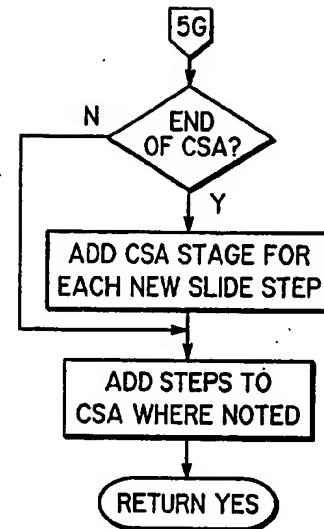 5G
END
OF CSA?
N
Y
ADD CSA STAGE FOR
EACH NEW SLIDE STEP
ADD STEPS TO
CSA WHERE NOTED
RETURN YES